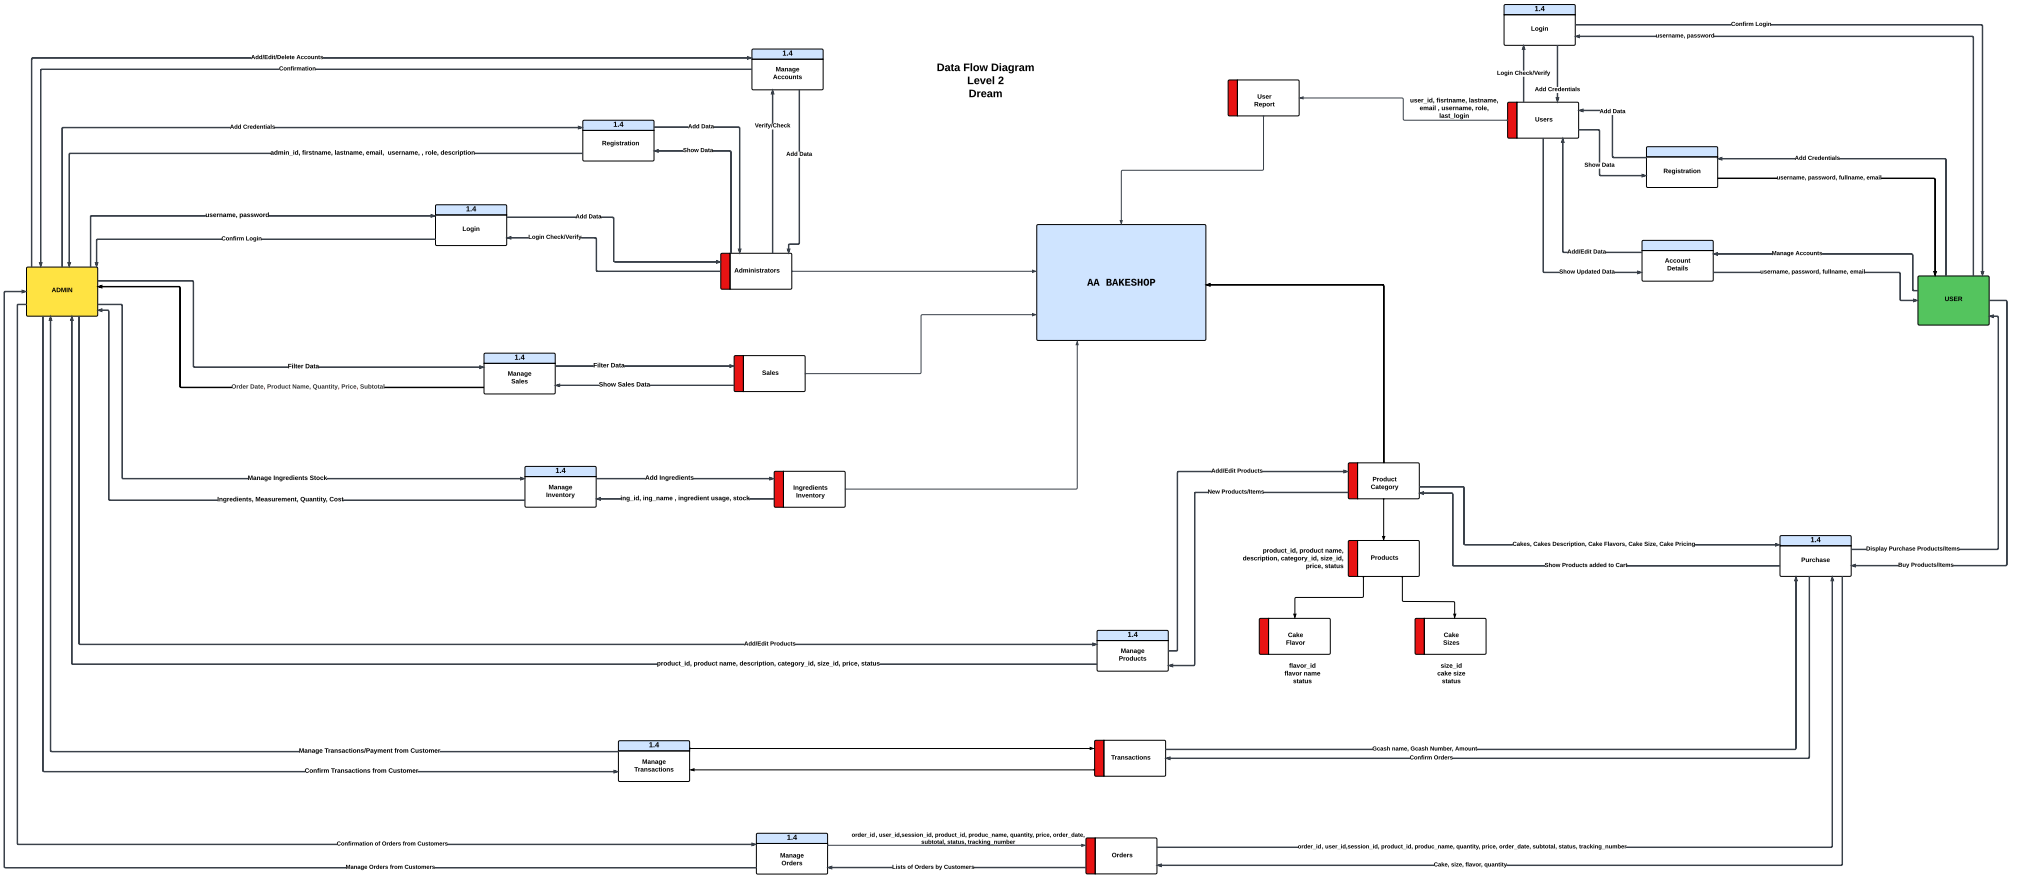 Data Flow Diagram
Level 2
Dream
1.4
Login
Confirm Login
username, password
Login Check/Verify
Add Credentials
Users
Add Data
Show Data
user_id, fisrtname, lastname,
email , username, role,
last_login
User
Report
Registration
Add Credentials
username, password, fullname, email
Account
Details
Add/Edit Data
Show Updated Data
Manage Accounts
username, password, fullname, email
USER
1.4
Manage
Accounts
Add/Edit/Delete Accounts
Confirmation
Verify Check
Add Data
1.4
Registration
Add Credentials
admin_id, firstname, lastname, email,  username, , role, description
Add Data
Show Data
1.4
Login
username, password
Confirm Login
Add Data
Login Check/Verify
Administrators
ADMIN
AA BAKESHOP
1.4
Manage
Sales
Filter Data
Order Date, Product Name, Quantity, Price, Subtotal
Filter Data
Show Sales Data
Sales
1.4
Manage
Inventory
Manage Ingredients Stock
Ingredients, Measurement, Quantity, Cost
Add Ingredients
ing_id, ing_name , ingredient usage, stock
Ingredients
Inventory
Add/Edit Products
New Products/Items
Product
Category
Products
product_id, product name,
description, category_id, size_id,
price, status
Cake
Flavor
flavor_id
flavor name
status
Cake
Sizes
size_id
cake size
status
Cakes, Cakes Description, Cake Flavors, Cake Size, Cake Pricing
Show Products added to Cart
1.4
Purchase
Display Purchase Products/Items
Buy Products/Items
1.4
Manage
Products
Add/Edit Products
product_id, product name, description, category_id, size_id, price, status
1.4
Manage
Transactions
Manage Transactions/Payment from Customer
Confirm Transactions from Customer
Transactions
Gcash name, Gcash Number, Amount
Confirm Orders
1.4
Manage
Orders
Confirmation of Orders from Customers
Manage Orders from Customers
order_id, user_id,session_id, product_id, produc_name, quantity, price, order_date,
subtotal, status, tracking_number
Lists of Orders by Customers
Orders
order_id, user_id,session_id, product_id, produc_name, quantity, price, order_date, subtotal, status, tracking_number
Cake, size, flavor, quantity